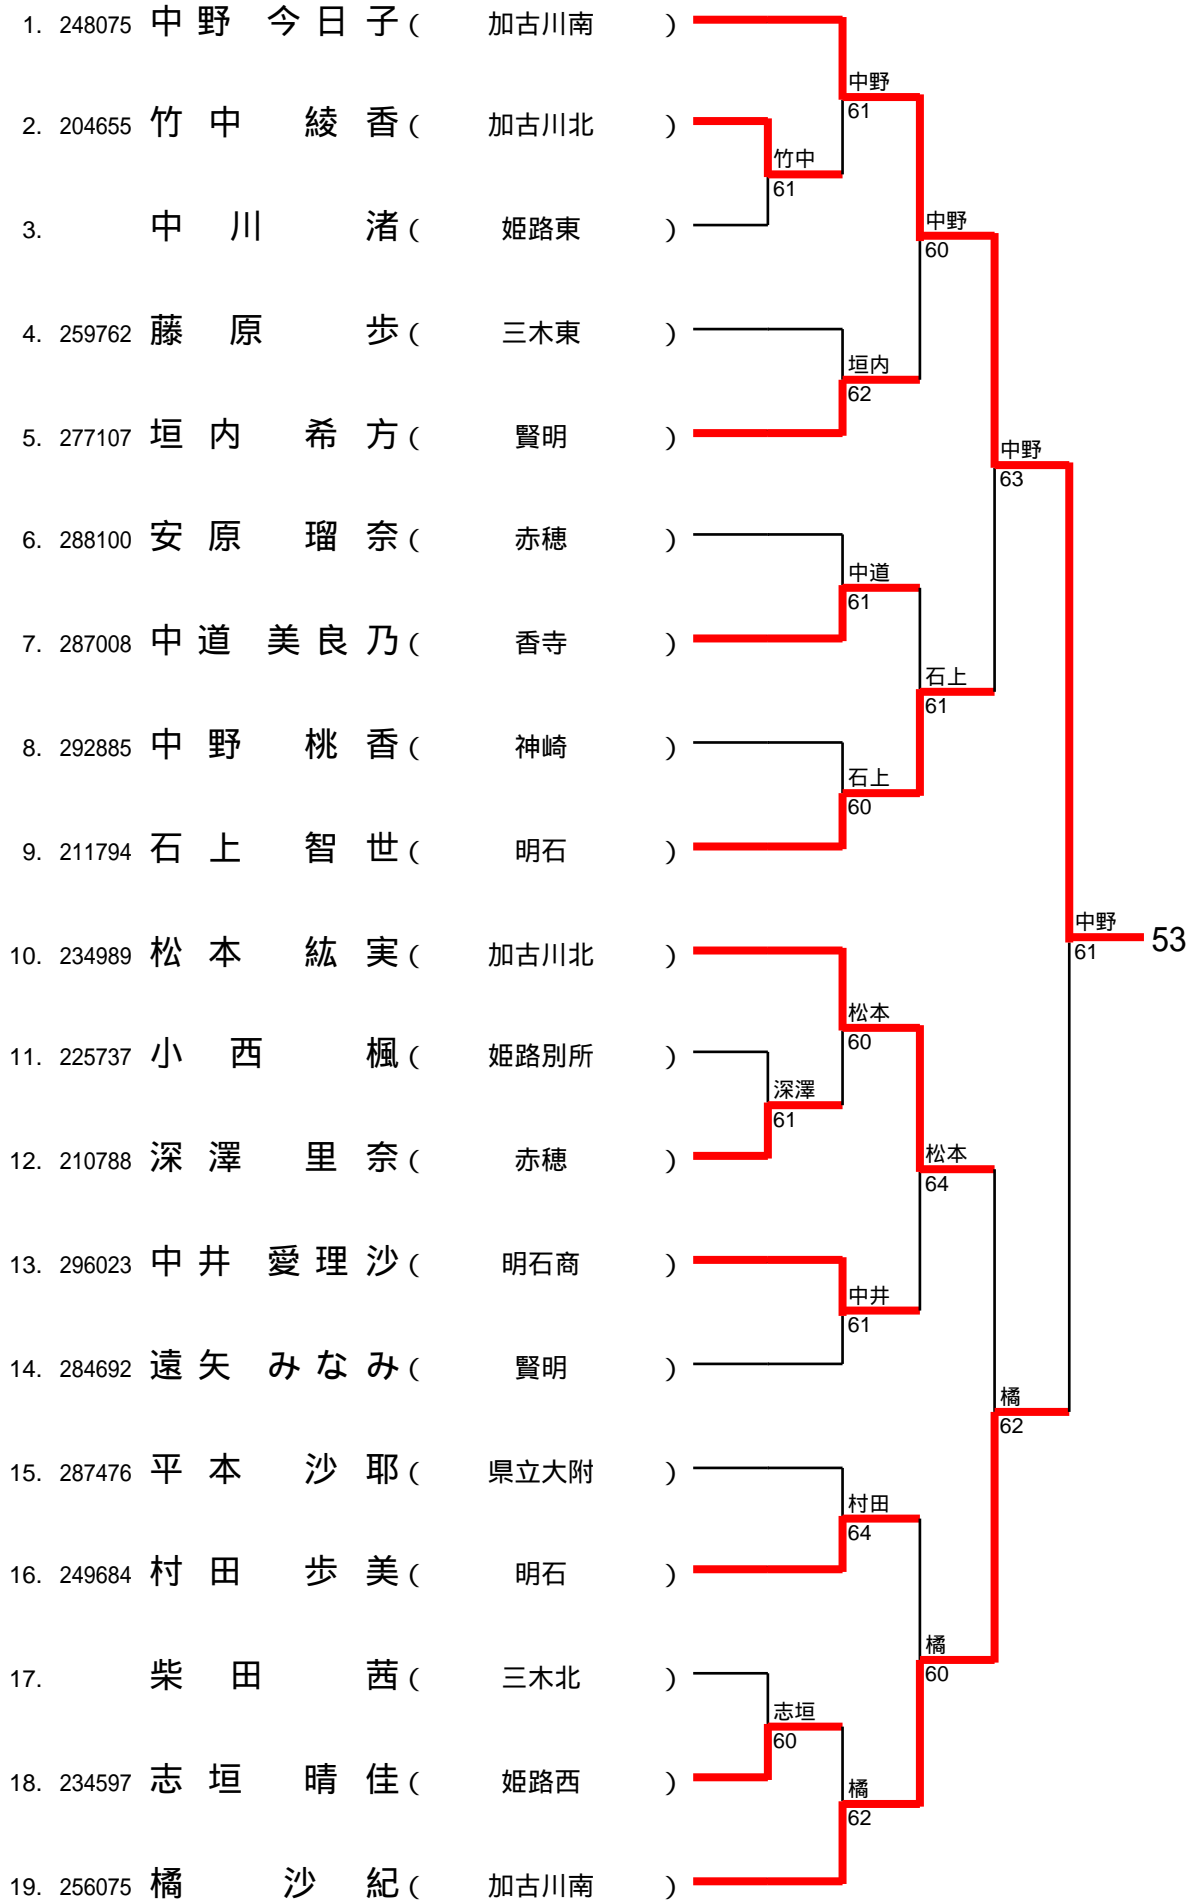 1. 248075 中野 今日子 ( 加古川南 )
中野
61
2. 204655 竹中 綾香 ( 加古川北 )
竹中
61
3. 中川 渚 ( 姫路東 )
中野
60
4. 259762 藤原 歩 ( 三木東 )
垣内
62
5. 277107 垣内 希方 ( 賢明 )
中野
63
6. 288100 安原 瑠奈 ( 赤穂 )
中道
61
7. 287008 中道 美良乃 ( 香寺 )
石上
61
8. 292885 中野 桃香 ( 神崎 )
石上
60
9. 211794 石上 智世 ( 明石 )
中野
61
53
10. 234989 松本 紘実 ( 加古川北 )
松本
60
11. 225737 小西 楓 ( 姫路別所 )
深澤
61
12. 210788 深澤 里奈 ( 赤穂 )
松本
64
13. 296023 中井 愛理沙 ( 明石商 )
中井
61
14. 284692 遠矢 みなみ ( 賢明 )
橘
62
15. 287476 平本 沙耶 ( 県立大附 )
村田
64
16. 249684 村田 歩美 ( 明石 )
橘
60
17. 柴田 茜 ( 三木北 )
志垣
60
18. 234597 志垣 晴佳 ( 姫路西 )
橘
62
19. 256075 橘 沙紀 ( 加古川南 )